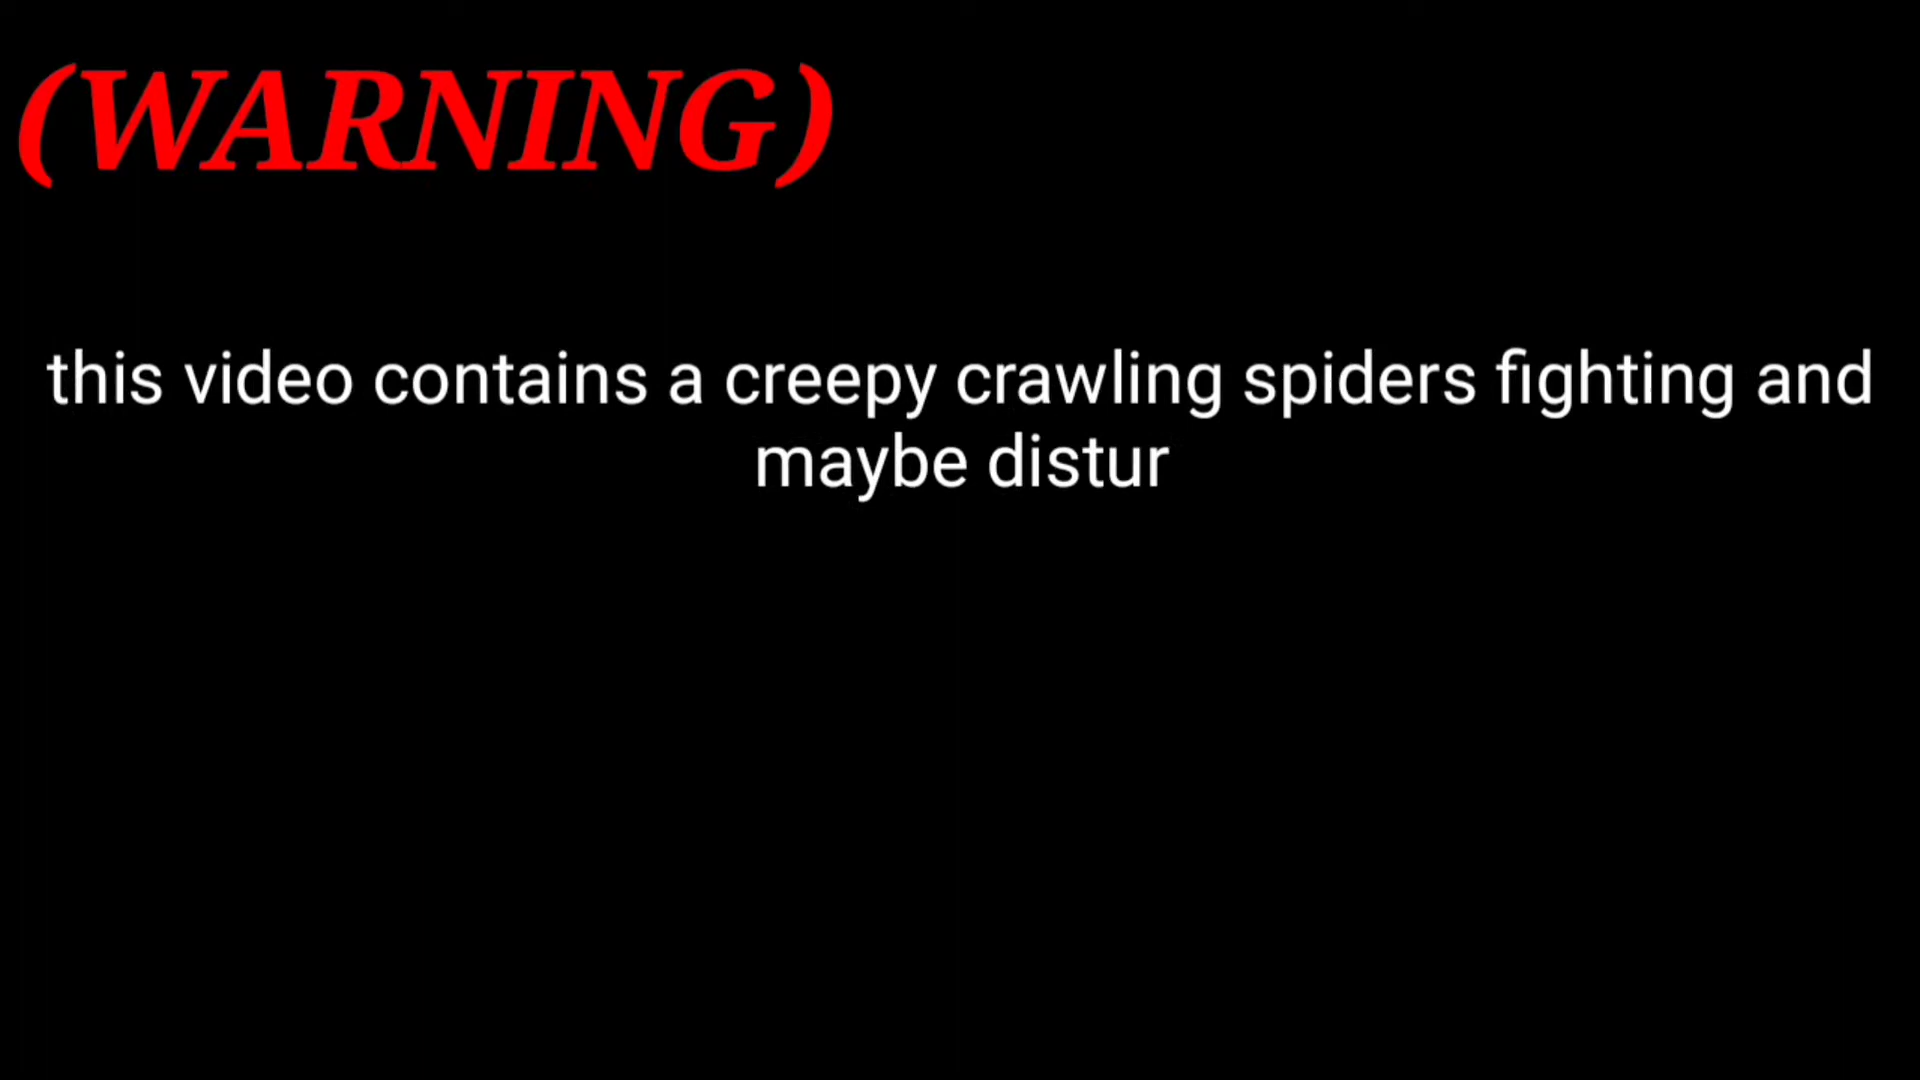 (WARNING)
this video contains a creepy crawling spiders fighting and
maybe distur